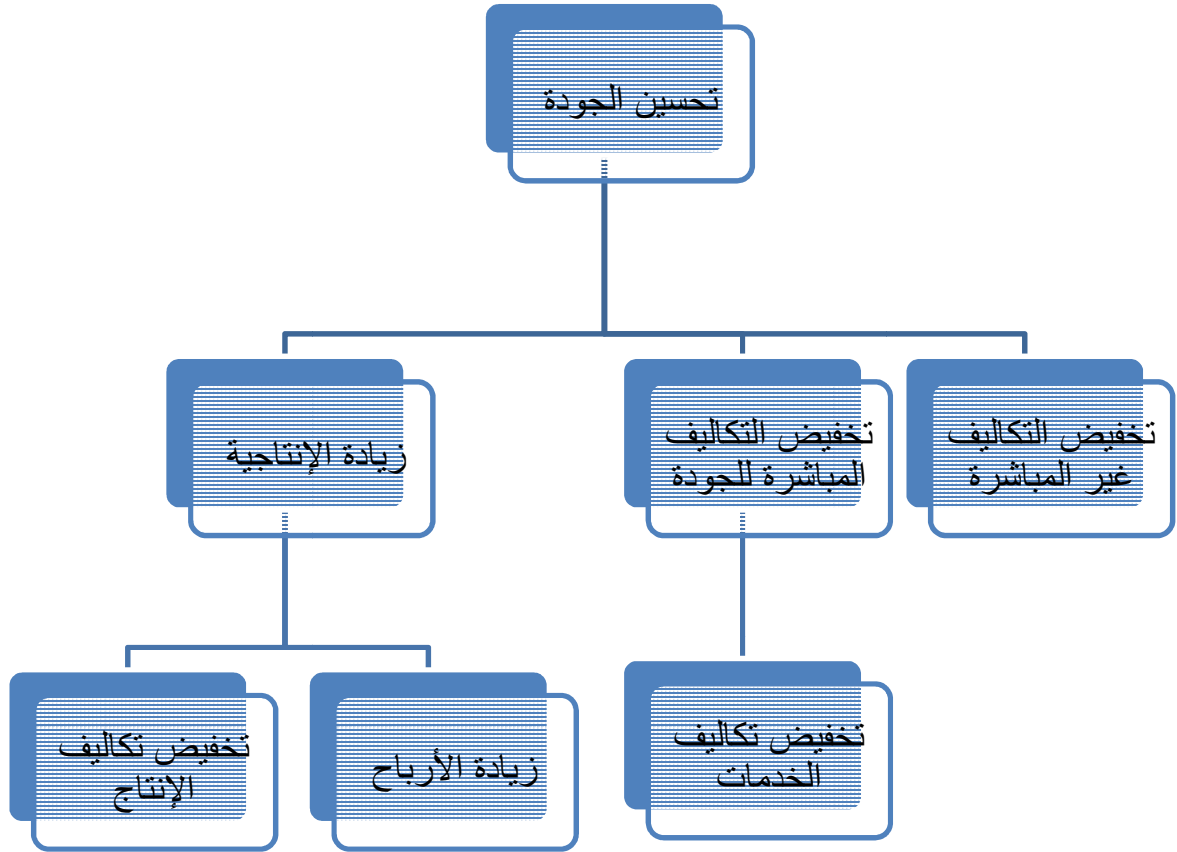 تحسين الجودة
تخفيض التكاليف
غير المباشرة
تخفيض التكاليف
المباشرة للجودة
زيادة الإنتاجية
تخفيض تكاليف
الخدمات
زيادة الأرباح
تخفيض تكاليف
الإنتاج